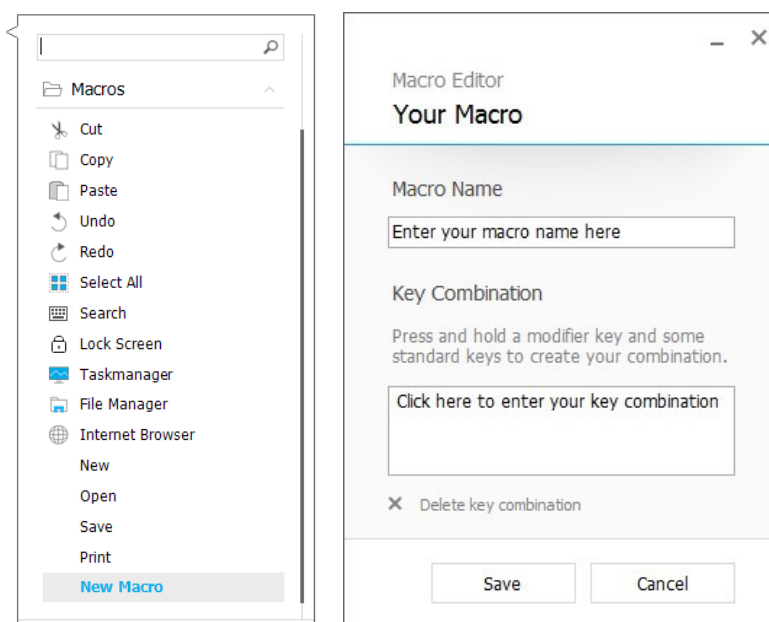 Macros
Cut
Copy
Paste
Undo
Redo
Select All
Search
Lock Screen
Taskmanager
File Manager
Internet Browser
New
Open
Save
Print
New Macro
Macro Editor
Your Macro
Macro Name
Enter your macro name here
Key Combination
Press and hold a modifier key and some
standard keys to create your combination.
Click here to enter your key combination
Delete key combination
Save
Cancel